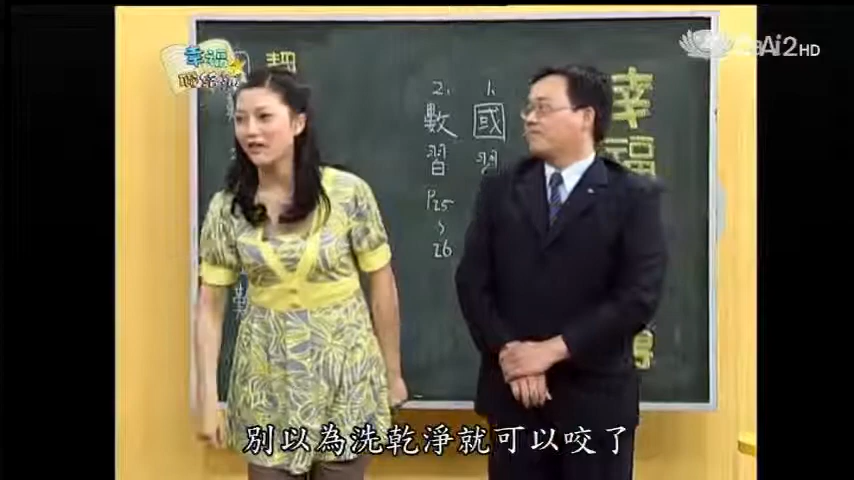 幸福
聯絡簿
DaAi2 HD
幸福
1.
國
習
2.
數
習
P25
~
26
別以為洗乾淨就可以咬了